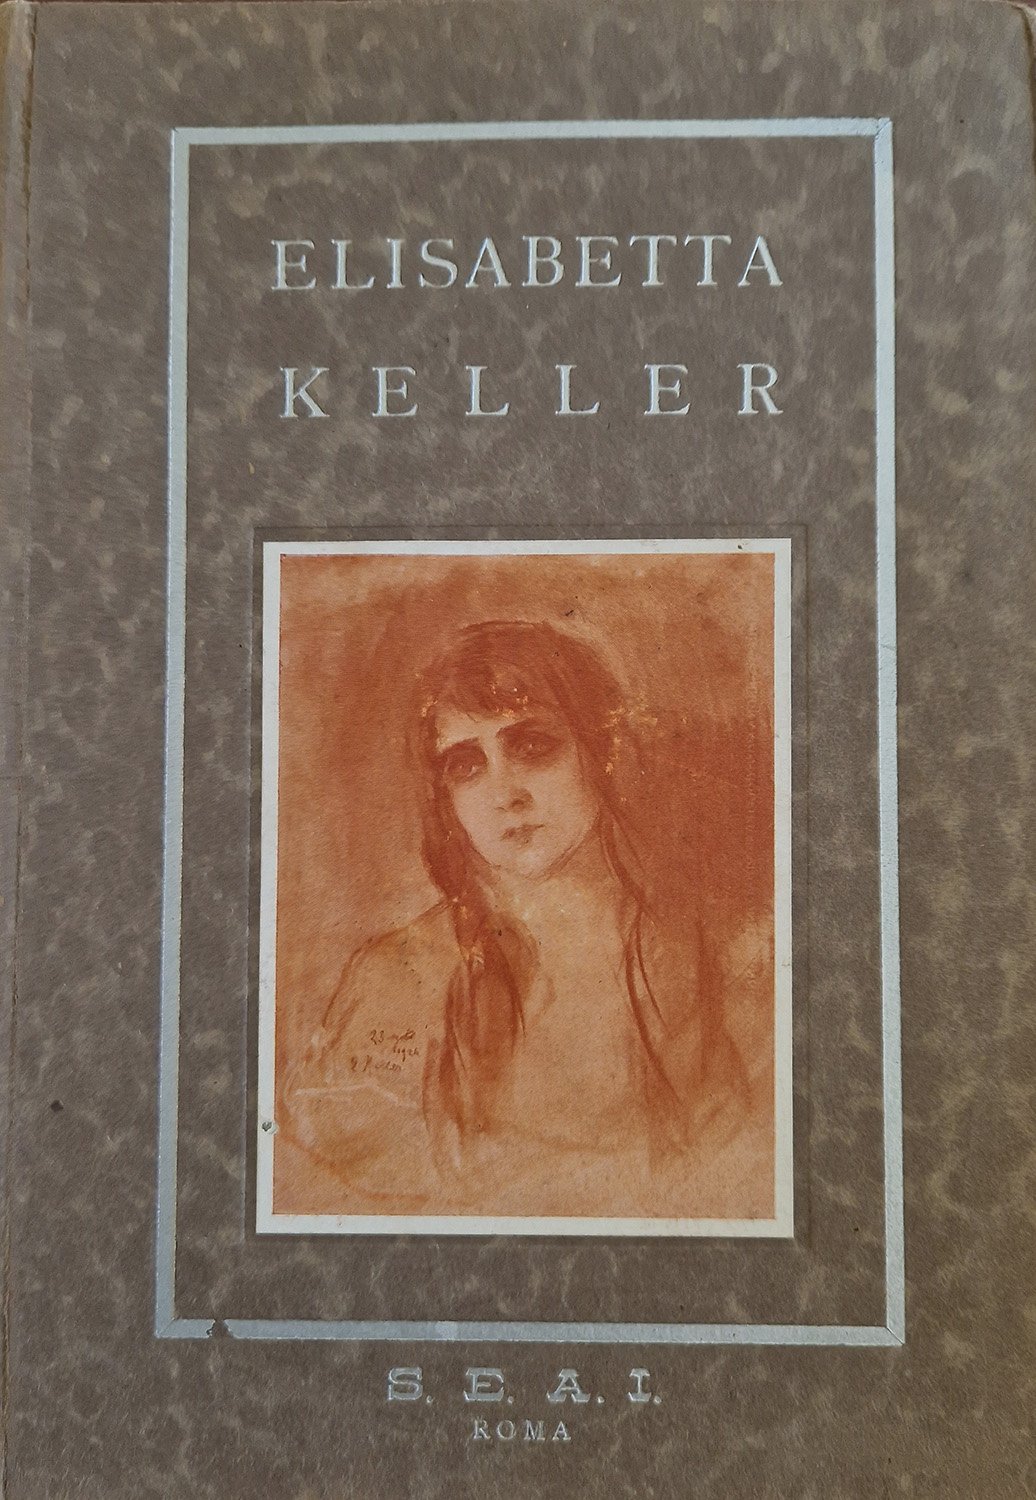 ELISABETTA
KELLER
S. E. A. I.
ROMA